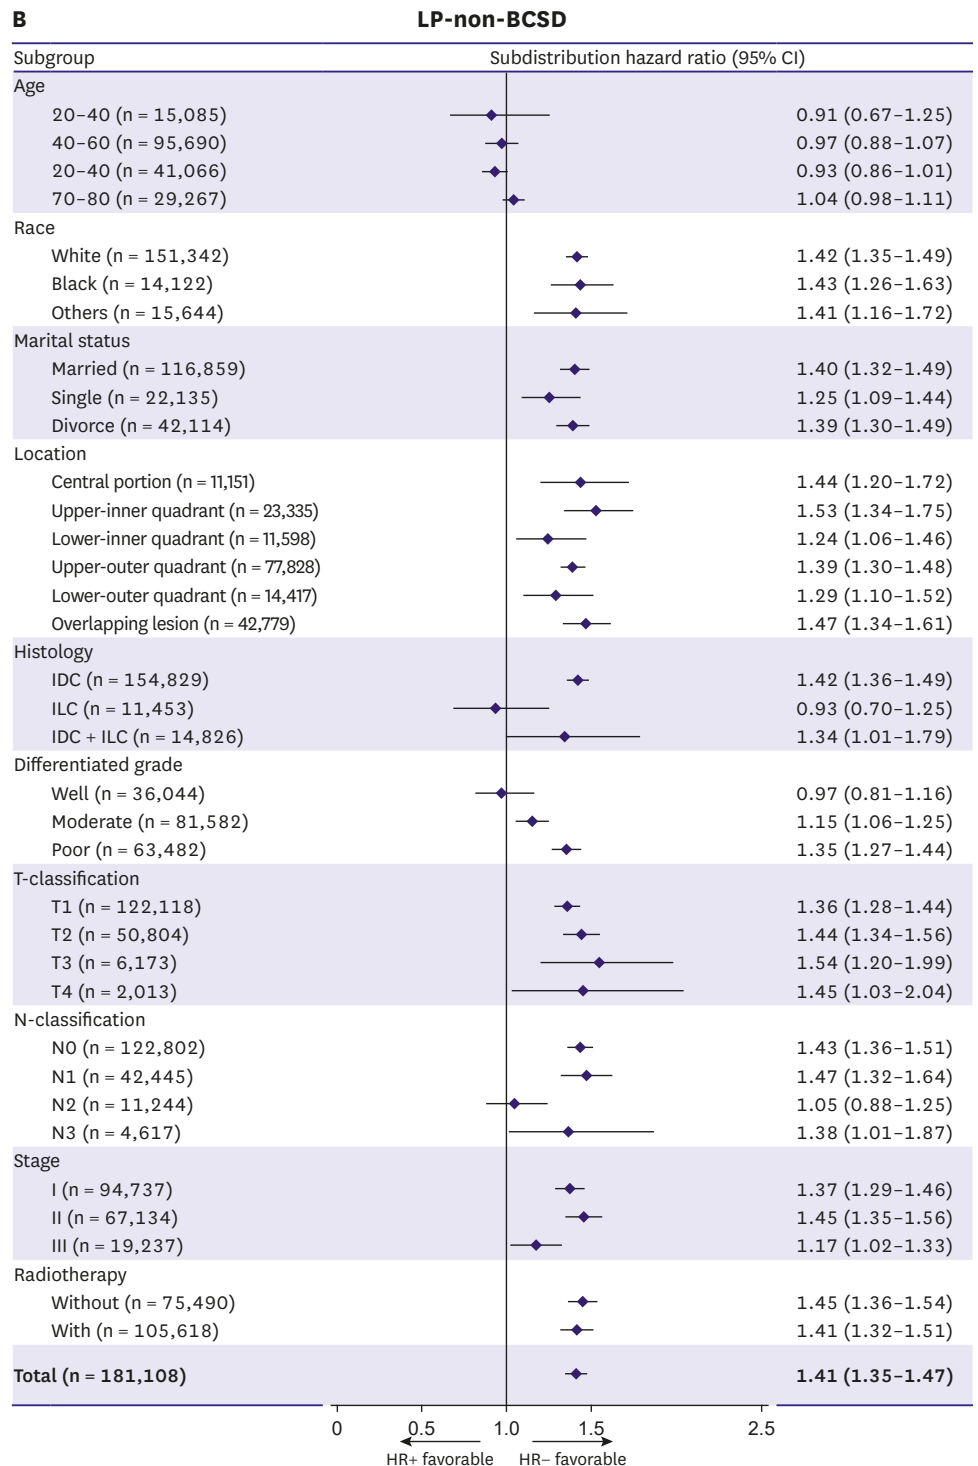 B LP-non-BCSD
Subgroup Subdistribution hazard ratio (95% CI)
Age
20–40 (n = 15,085) 0.91 (0.67–1.25)
40–60 (n = 95,690) 0.97 (0.88–1.07)
20–40 (n = 41,066) 0.93 (0.86–1.01)
70–80 (n = 29,267) 1.04 (0.98–1.11)
Race
White (n = 151,342) 1.42 (1.35–1.49)
Black (n = 14,122) 1.43 (1.26–1.63)
Others (n = 15,644) 1.41 (1.16–1.72)
Marital status
Married (n = 116,859) 1.40 (1.32–1.49)
Single (n = 22,135) 1.25 (1.09–1.44)
Divorce (n = 42,114) 1.39 (1.30–1.49)
Location
Central portion (n = 11,151) 1.44 (1.20–1.72)
Upper-inner quadrant (n = 23,335) 1.53 (1.34–1.75)
Lower-inner quadrant (n = 11,598) 1.24 (1.06–1.46)
Upper-outer quadrant (n = 77,828) 1.39 (1.30–1.48)
Lower-outer quadrant (n = 14,417) 1.29 (1.10–1.52)
Overlapping lesion (n = 42,779) 1.47 (1.34–1.61)
Histology
IDC (n = 154,829) 1.42 (1.36–1.49)
ILC (n = 11,453) 0.93 (0.70–1.25)
IDC + ILC (n = 14,826) 1.34 (1.01–1.79)
Differentiated grade
Well (n = 36,044) 0.97 (0.81–1.16)
Moderate (n = 81,582) 1.15 (1.06–1.25)
Poor (n = 63,482) 1.35 (1.27–1.44)
T-classification
T1 (n = 122,118) 1.36 (1.28–1.44)
T2 (n = 50,804) 1.44 (1.34–1.56)
T3 (n = 6,173) 1.54 (1.20–1.99)
T4 (n = 2,013) 1.45 (1.03–2.04)
N-classification
N0 (n = 122,802) 1.43 (1.36–1.51)
N1 (n = 42,445) 1.47 (1.32–1.64)
N2 (n = 11,244) 1.05 (0.88–1.25)
N3 (n = 4,617) 1.38 (1.01–1.87)
Stage
I (n = 94,737) 1.37 (1.29–1.46)
II (n = 67,134) 1.45 (1.35–1.56)
III (n = 19,237) 1.17 (1.02–1.33)
Radiotherapy
Without (n = 75,490) 1.45 (1.36–1.54)
With (n = 105,618) 1.41 (1.32–1.51)
Total (n = 181,108) 1.41 (1.35–1.47)
0 0.5 1.0 1.5 2.5
HR+ favorable HR− favorable